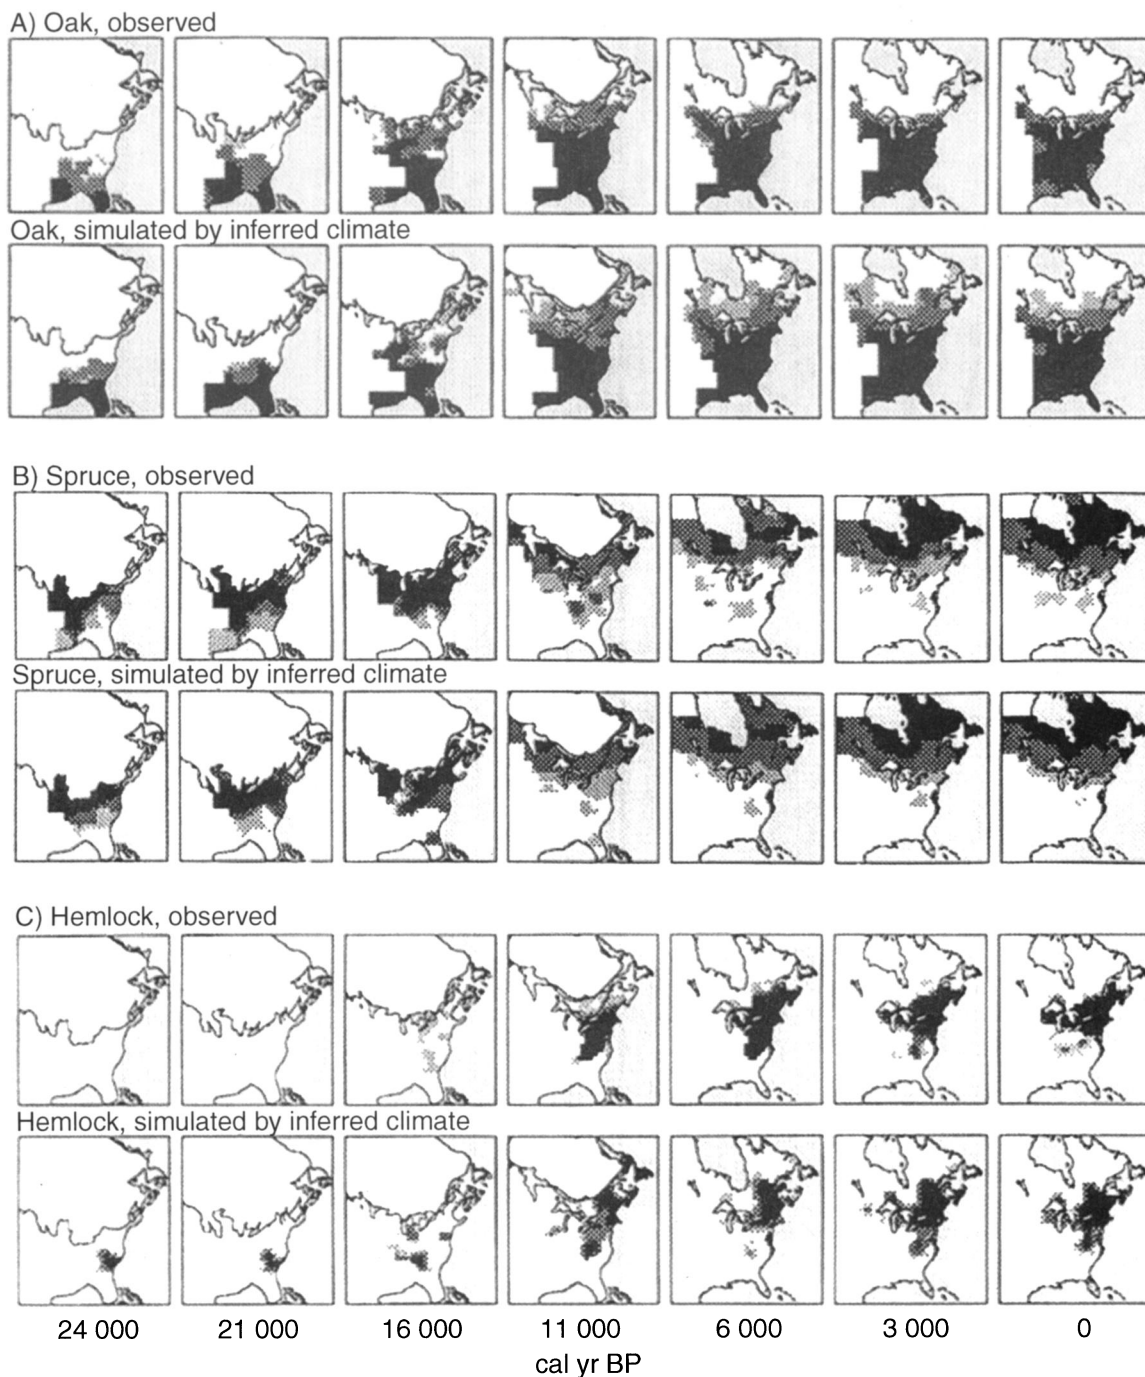 A) Oak, observed
Oak, simulated by inferred climate
B) Spruce, observed
Spruce, simulated by inferred climate
C) Hemlock, observed
Hemlock, simulated by inferred climate
24 000 21 000 16 000 11 000 6 000 3 000 0
cal yr BP